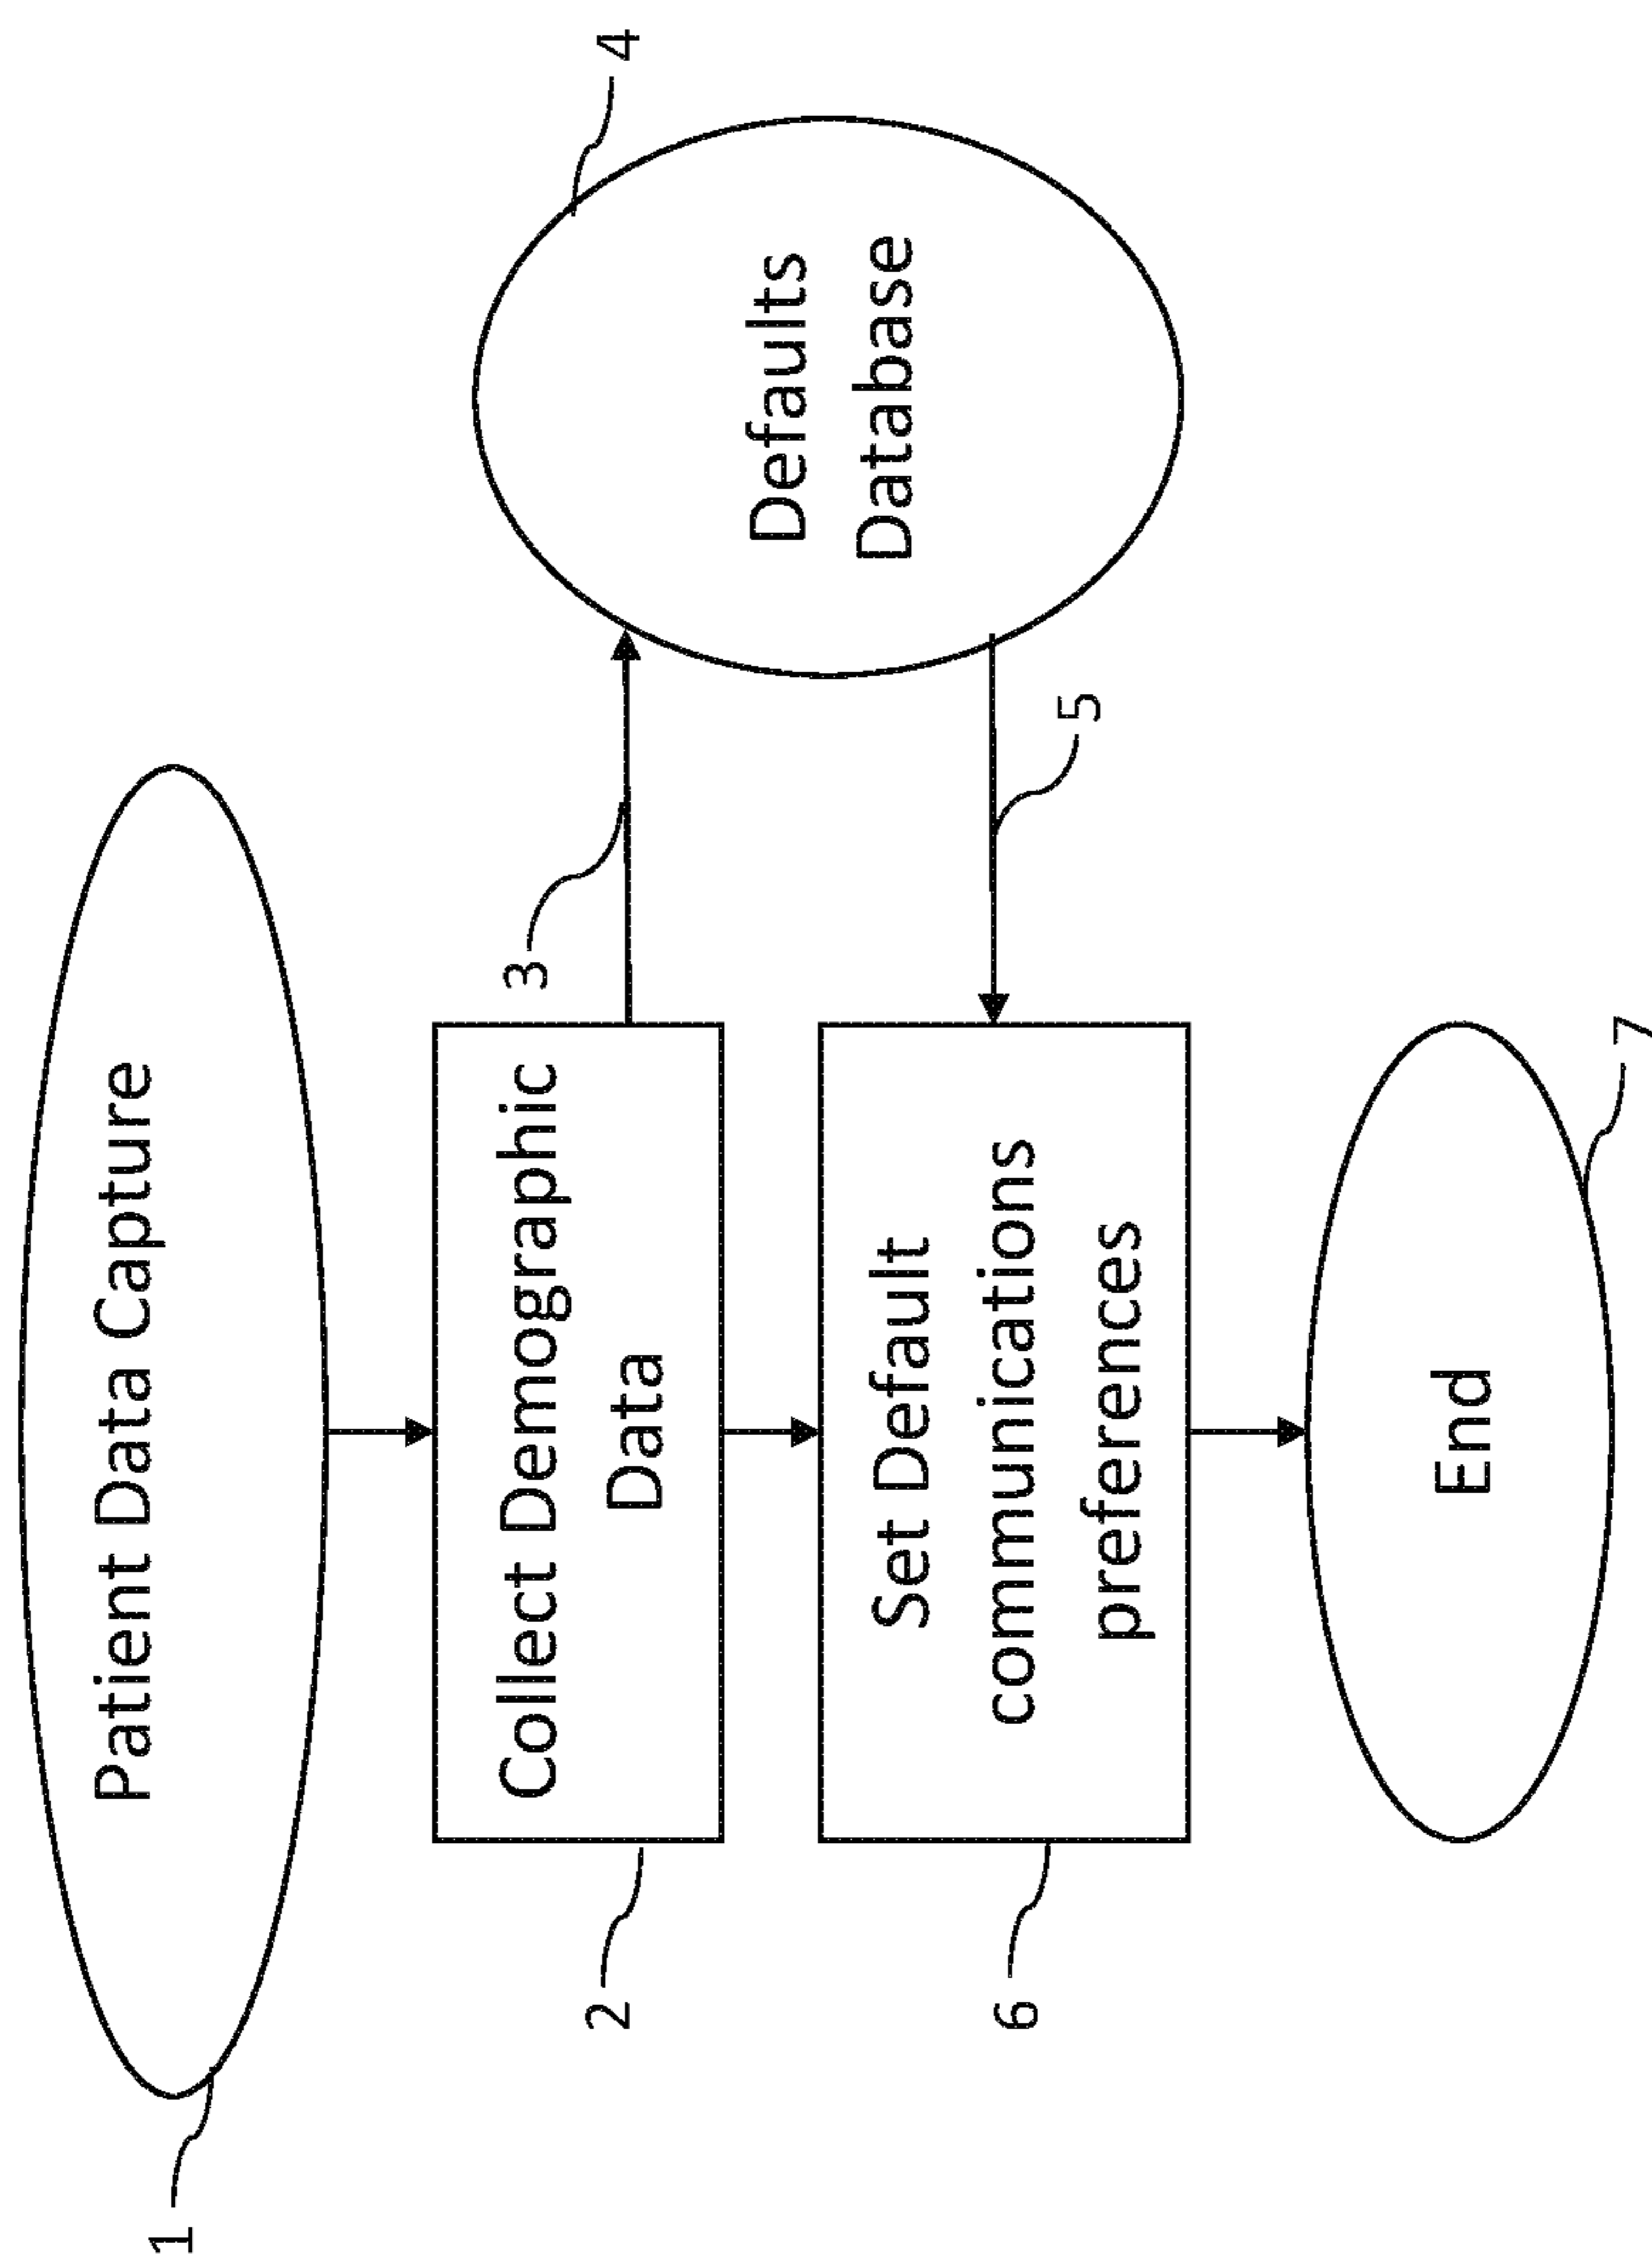 1
Patient Data Capture
2
Collect Demographic
Data
3
4
Defaults
Database
5
6
Set Default
communications
preferences
End
7